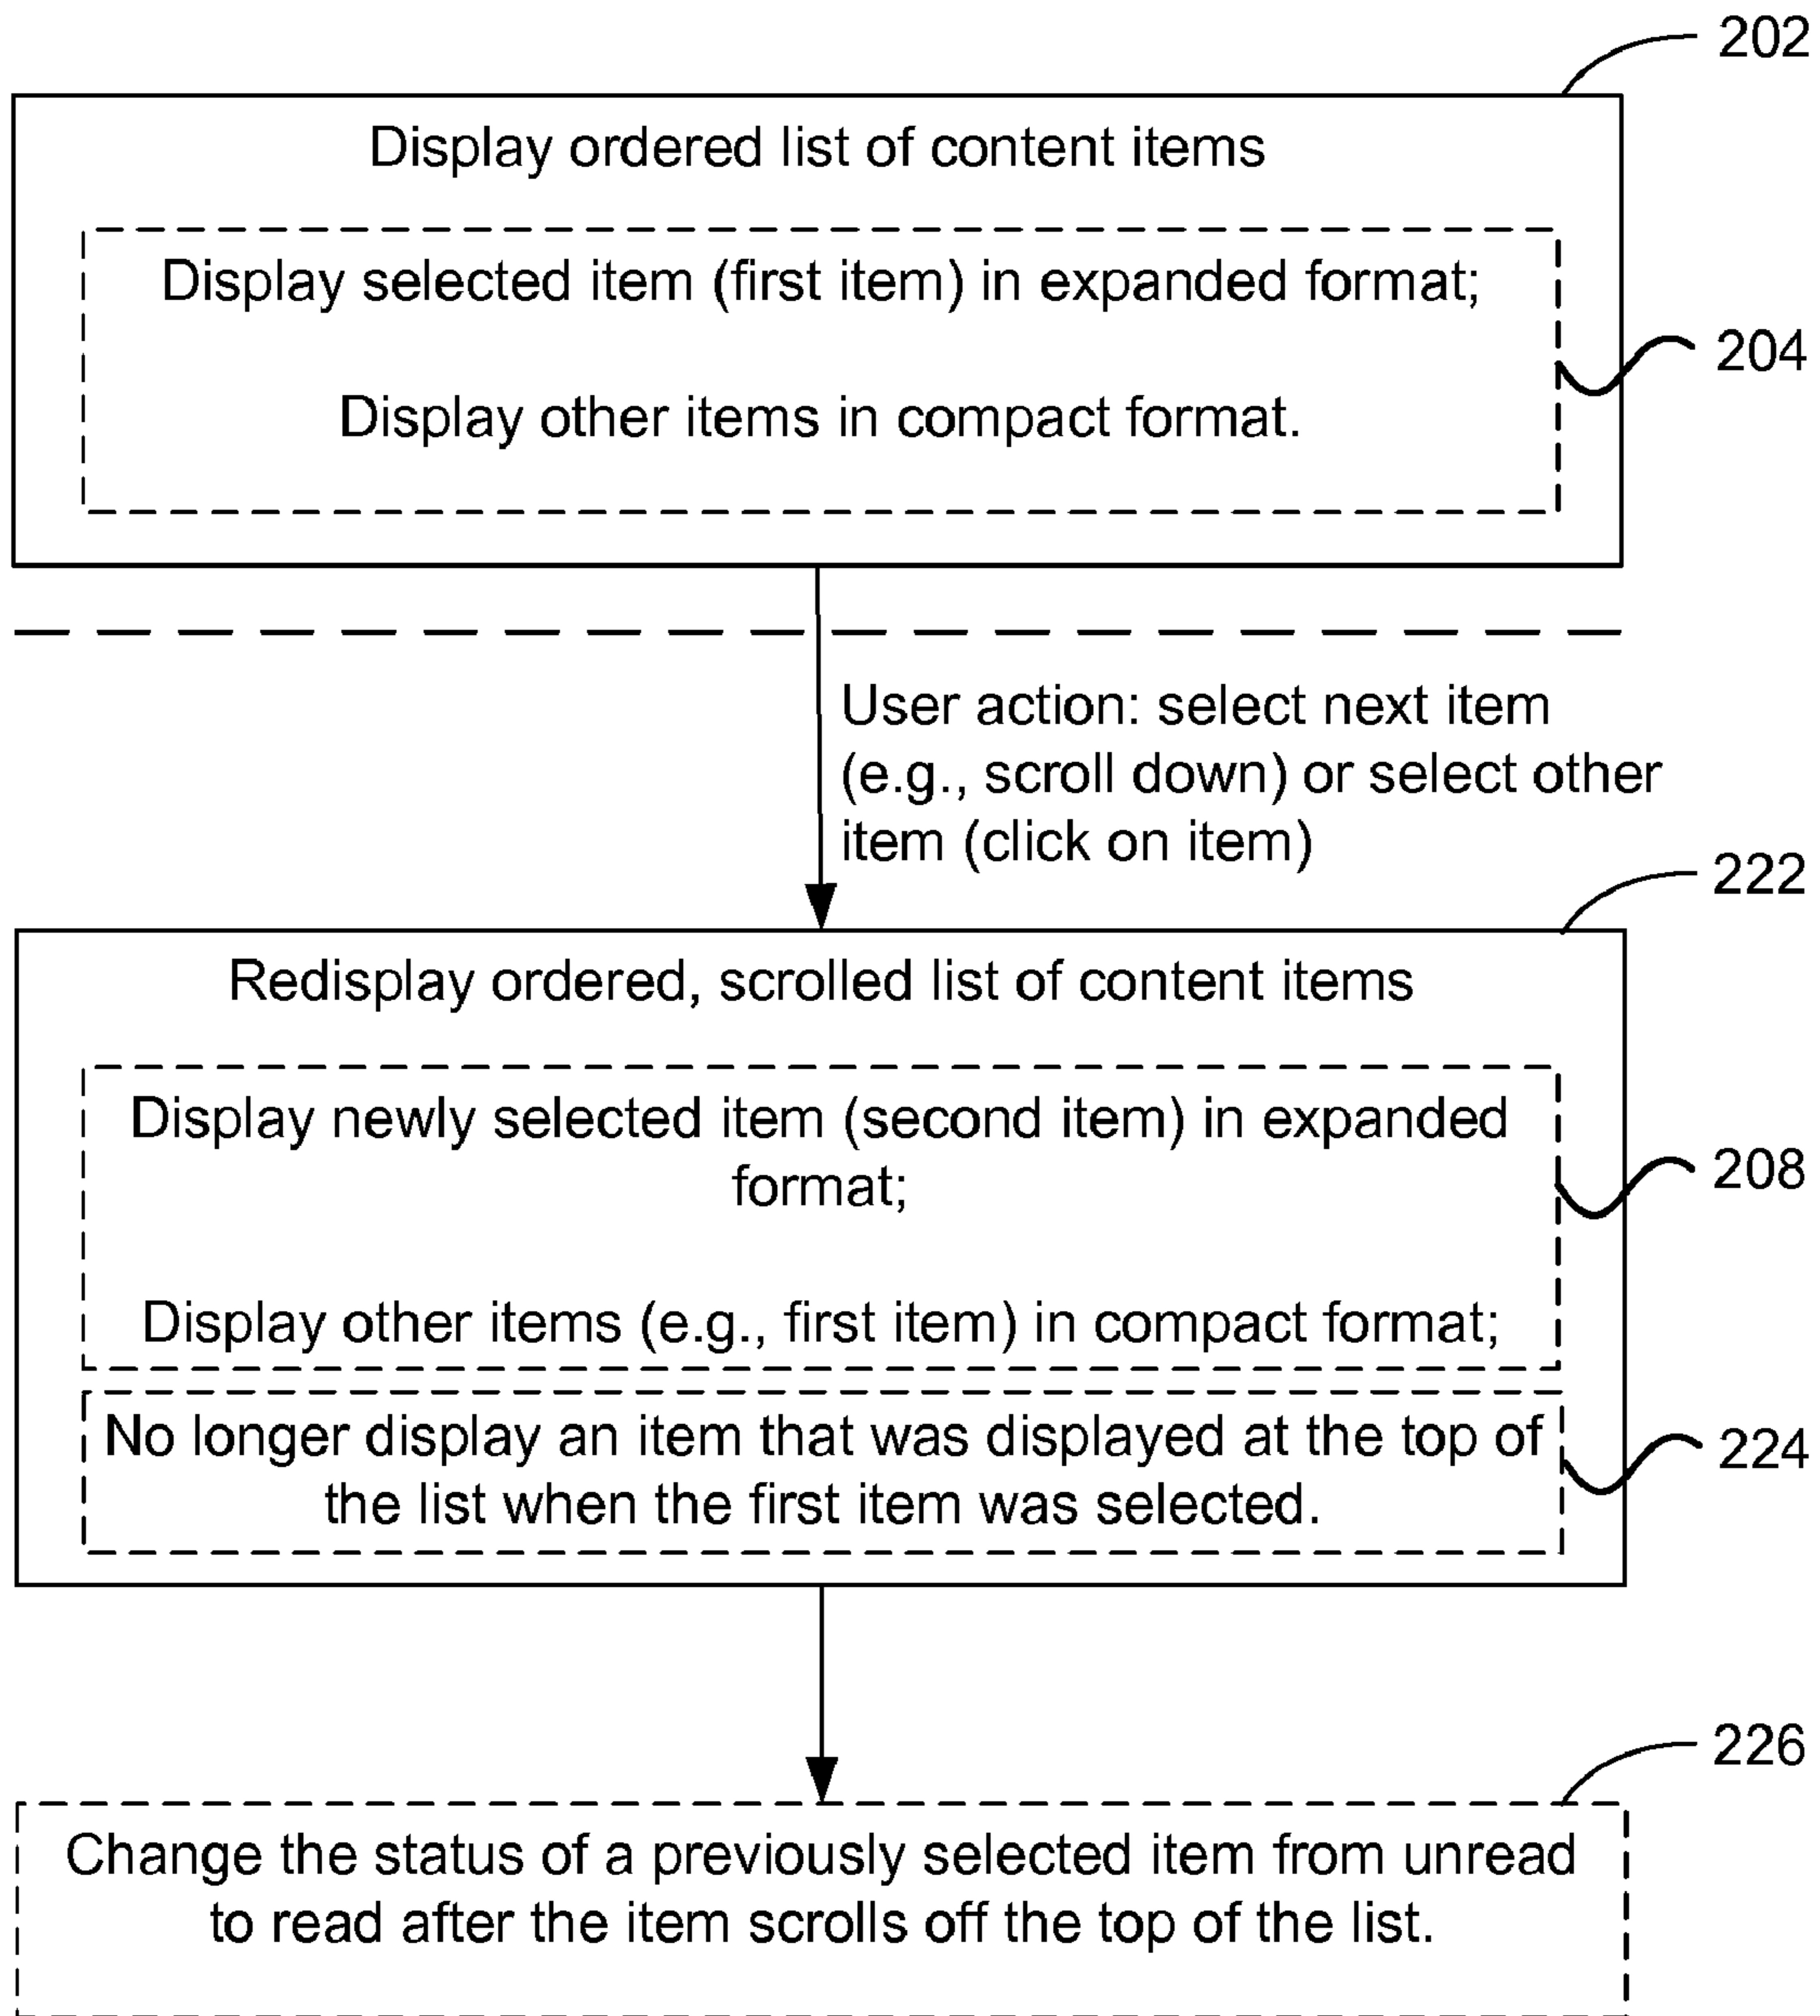 202
Display ordered list of content items
Display selected item (first item) in expanded format;
204
Display other items in compact format.
User action: select next item
(e.g., scroll down) or select other
item (click on item)
222
Redisplay ordered, scrolled list of content items
Display newly selected item (second item) in expanded
format;
208
Display other items (e.g., first item) in compact format;
No longer display an item that was displayed at the top of
the list when the first item was selected.
224
226
Change the status of a previously selected item from unread
to read after the item scrolls off the top of the list.